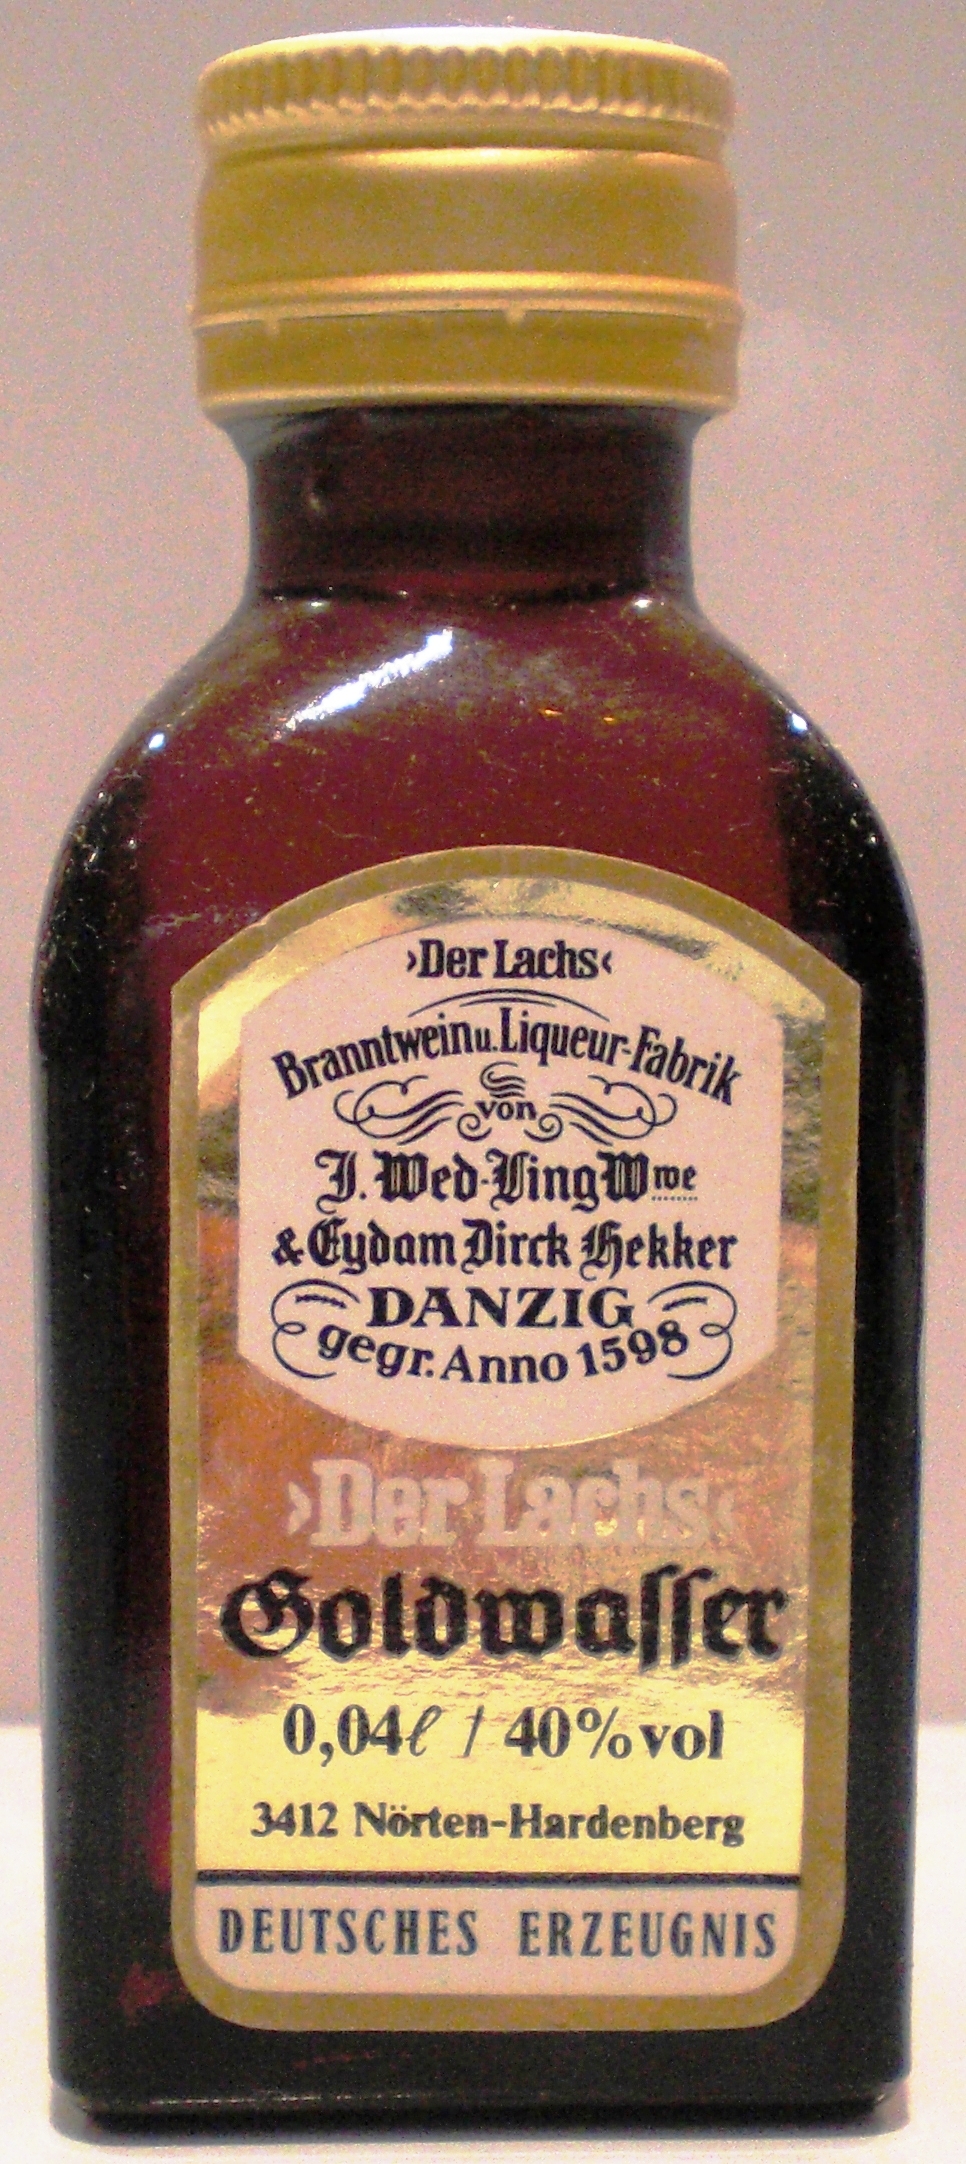 ›Der Lachs‹
Branntwein u. Liqueur-Fabrik
von
J. Wed-Ling Wwe
& Eydam Dirck Hekker
DANZIG
gegr. Anno 1598
›Der Lachs‹
Goldwaſſer
0,04ℓ / 40% vol
3412 Nörten-Hardenberg
DEUTSCHES ERZEUGNIS